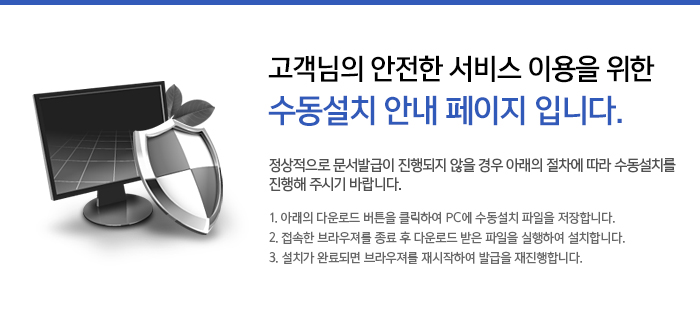 고객님의 안전한 서비스 이용을 위한
수동설치 안내 페이지 입니다.
정상적으로 문서발급이 진행되지 않을 경우 아래의 절차에 따라 수동설치를
진행해 주시기 바랍니다.
1. 아래의 다운로드 버튼을 클릭하여 PC에 수동설치 파일을 저장합니다.
2. 접속한 브라우져를 종료 후 다운로드 받은 파일을 실행하여 설치합니다.
3. 설치가 완료되면 브라우져를 재시작하여 발급을 재진행합니다.